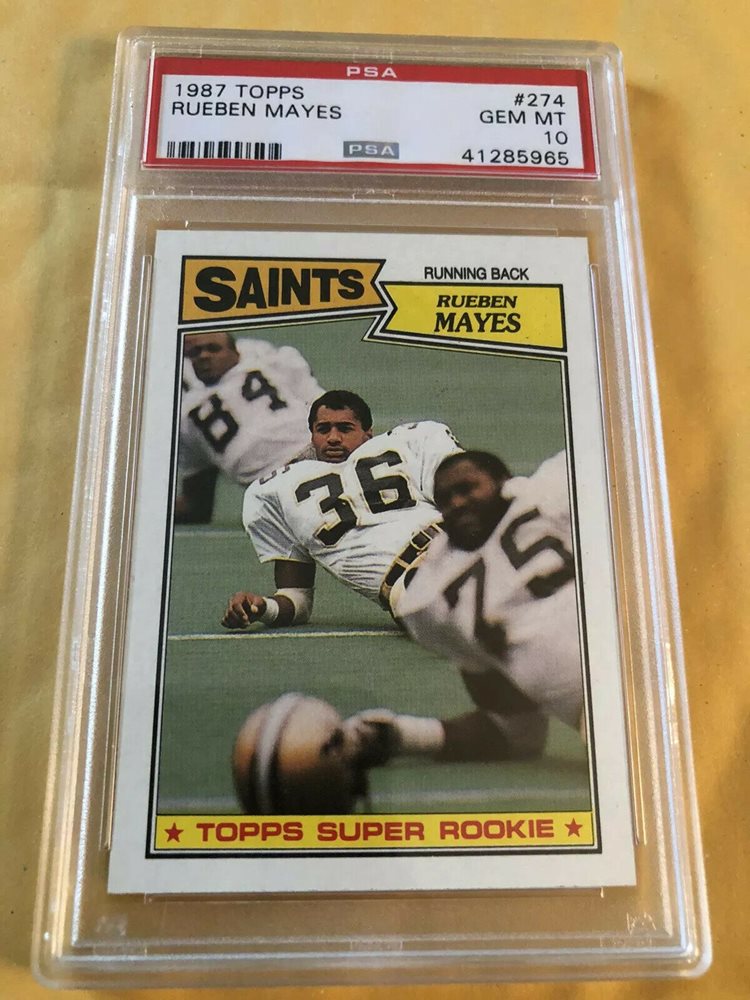 PSA
1987 TOPPS #274
RUEBEN MAYES GEM MT
10
PSA 41285965
SAINTS
RUNNING BACK
RUEBEN
MAYES
84
36
75
★ TOPPS SUPER ROOKIE ★